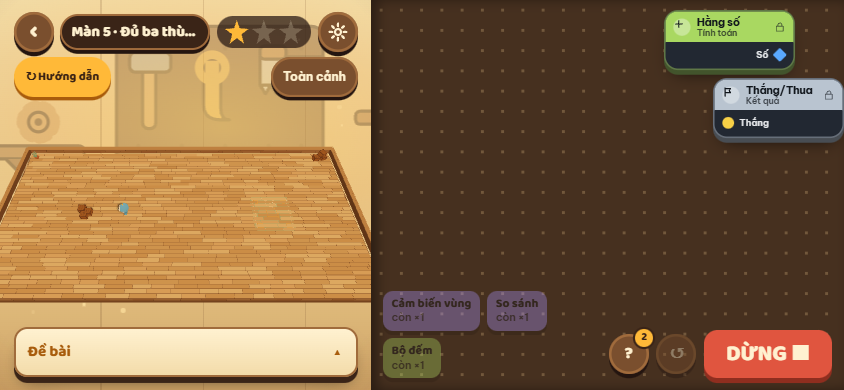 Màn 5 · Đủ ba thù...
Hướng dẫn
Toàn cảnh
Đề bài
Hằng số
Tính toán
Số
Thắng/Thua
Kết quả
Thắng
Cảm biến vùng
còn ×1
So sánh
còn ×1
Bộ đếm
còn ×1
?
2
DỪNG